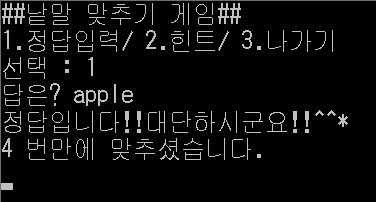 ##낱말 맞추기 게임##
1.정답입력/ 2.힌트/ 3.나가기
선택 : 1
답은? apple
정답입니다!!대단하시군요!!^^*
4 번만에 맞추셨습니다.